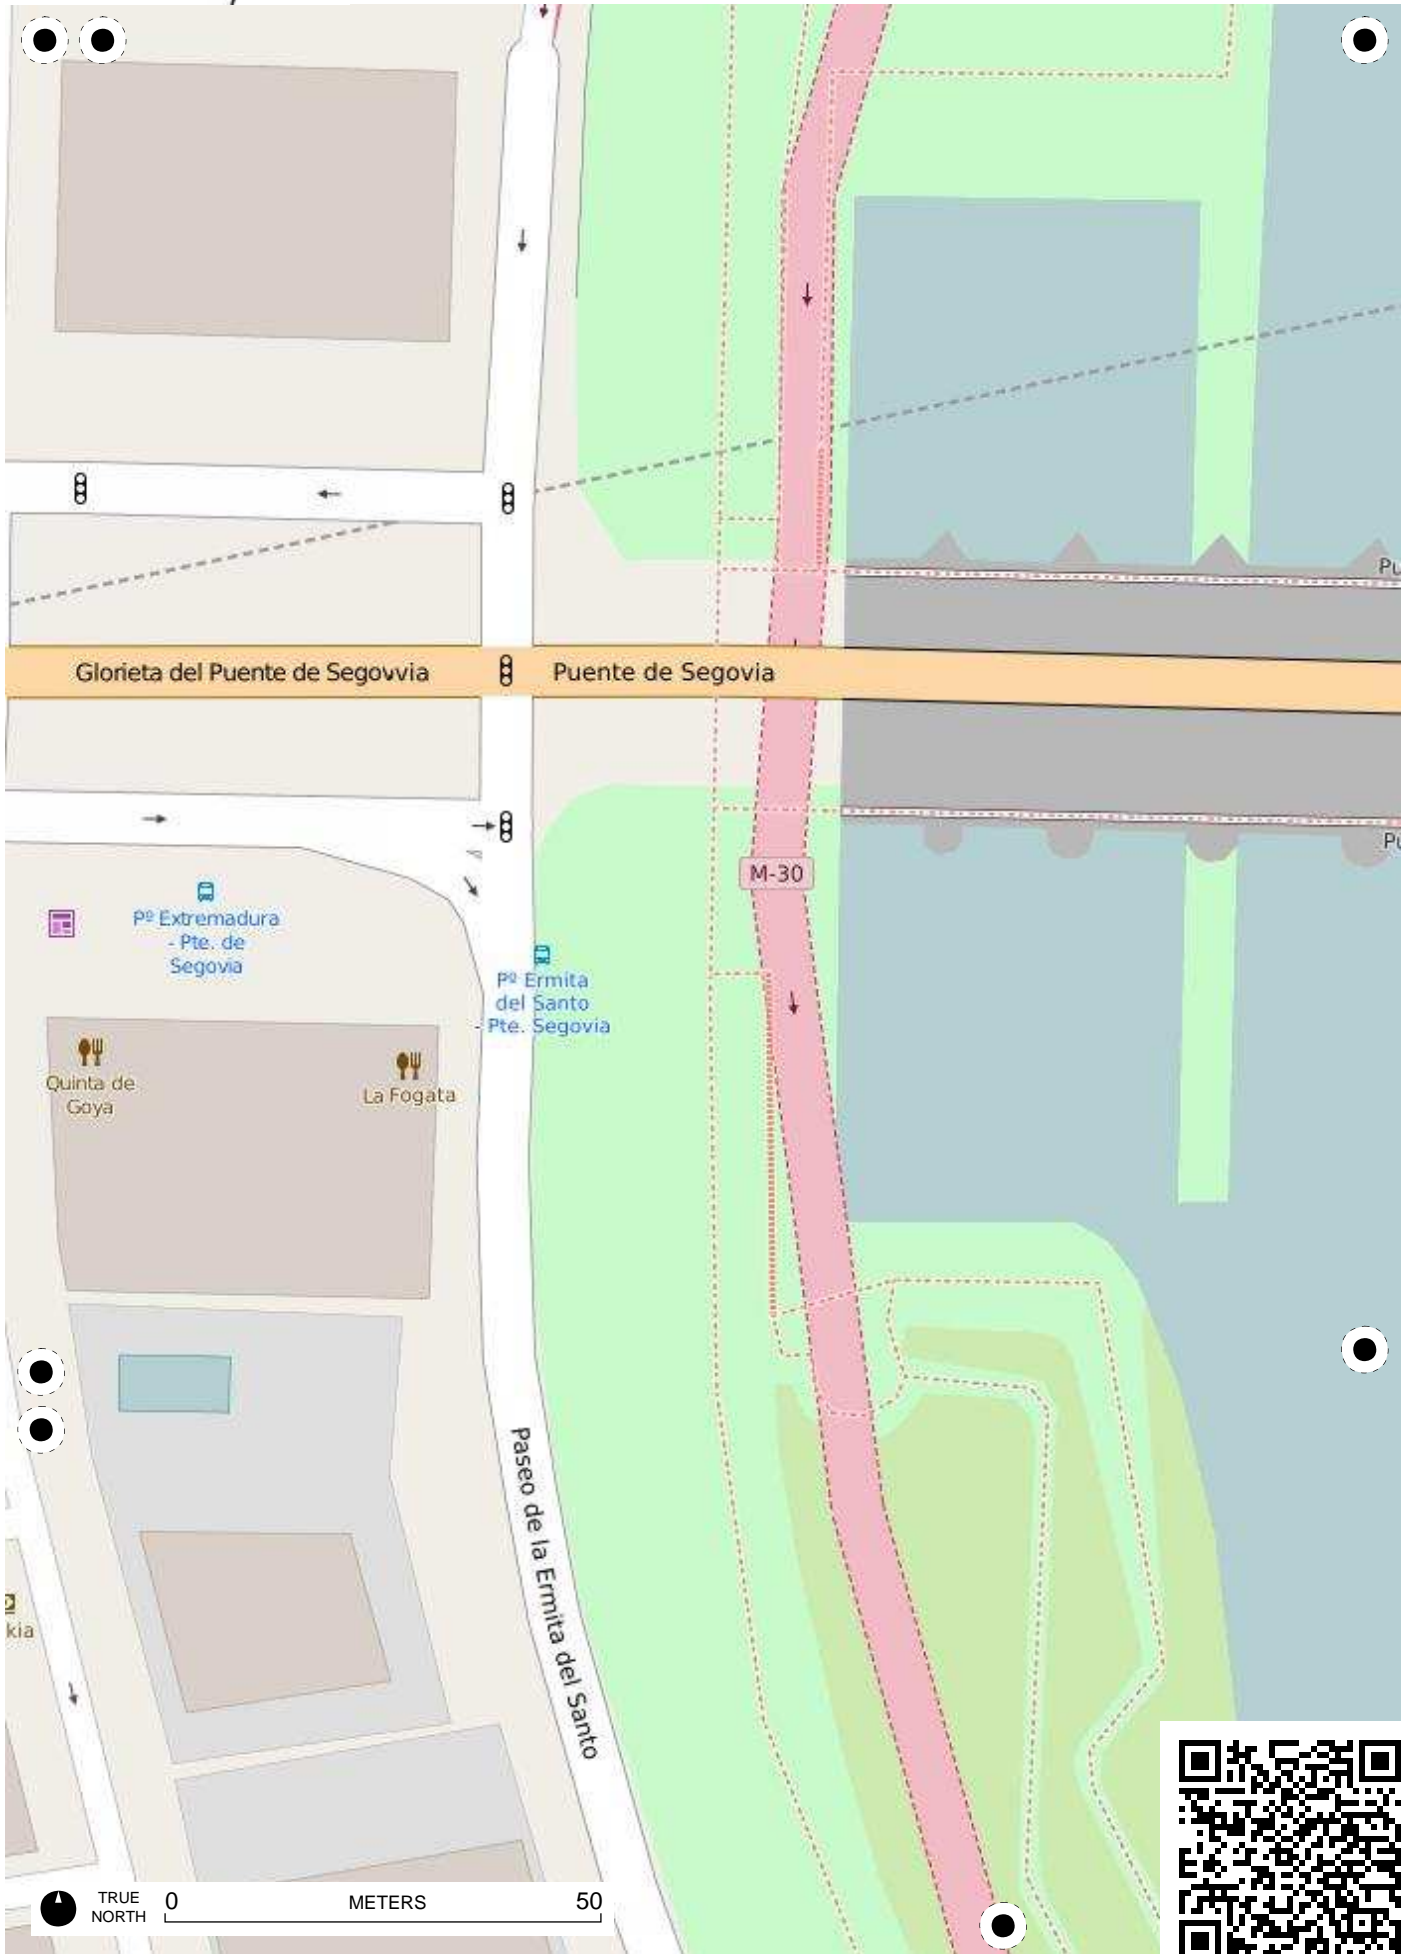 Glorieta del Puente de Segovvia
Puente de Segovia
Pu
Pu
M-30
Pº Extremadura
- Pte. de
Segovia
Pº Ermita
del Santo
- Pte. Segovia
Quinta de
Goya
La Fogata
Paseo de la Ermita del Santo
kia
TRUE
NORTH
0
METERS
50